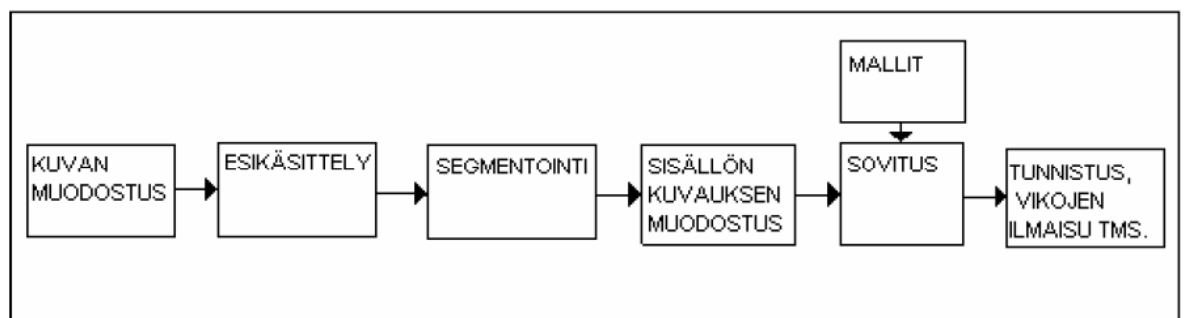 KUVAN
MUODOSTUS
ESIKÄSITTELY
SEGMENTOINTI
SISÄLLÖN
KUVAUKSEN
MUODOSTUS
MALLIT
SOVITUS
TUNNISTUS,
VIKOJEN
ILMAISU TMS.